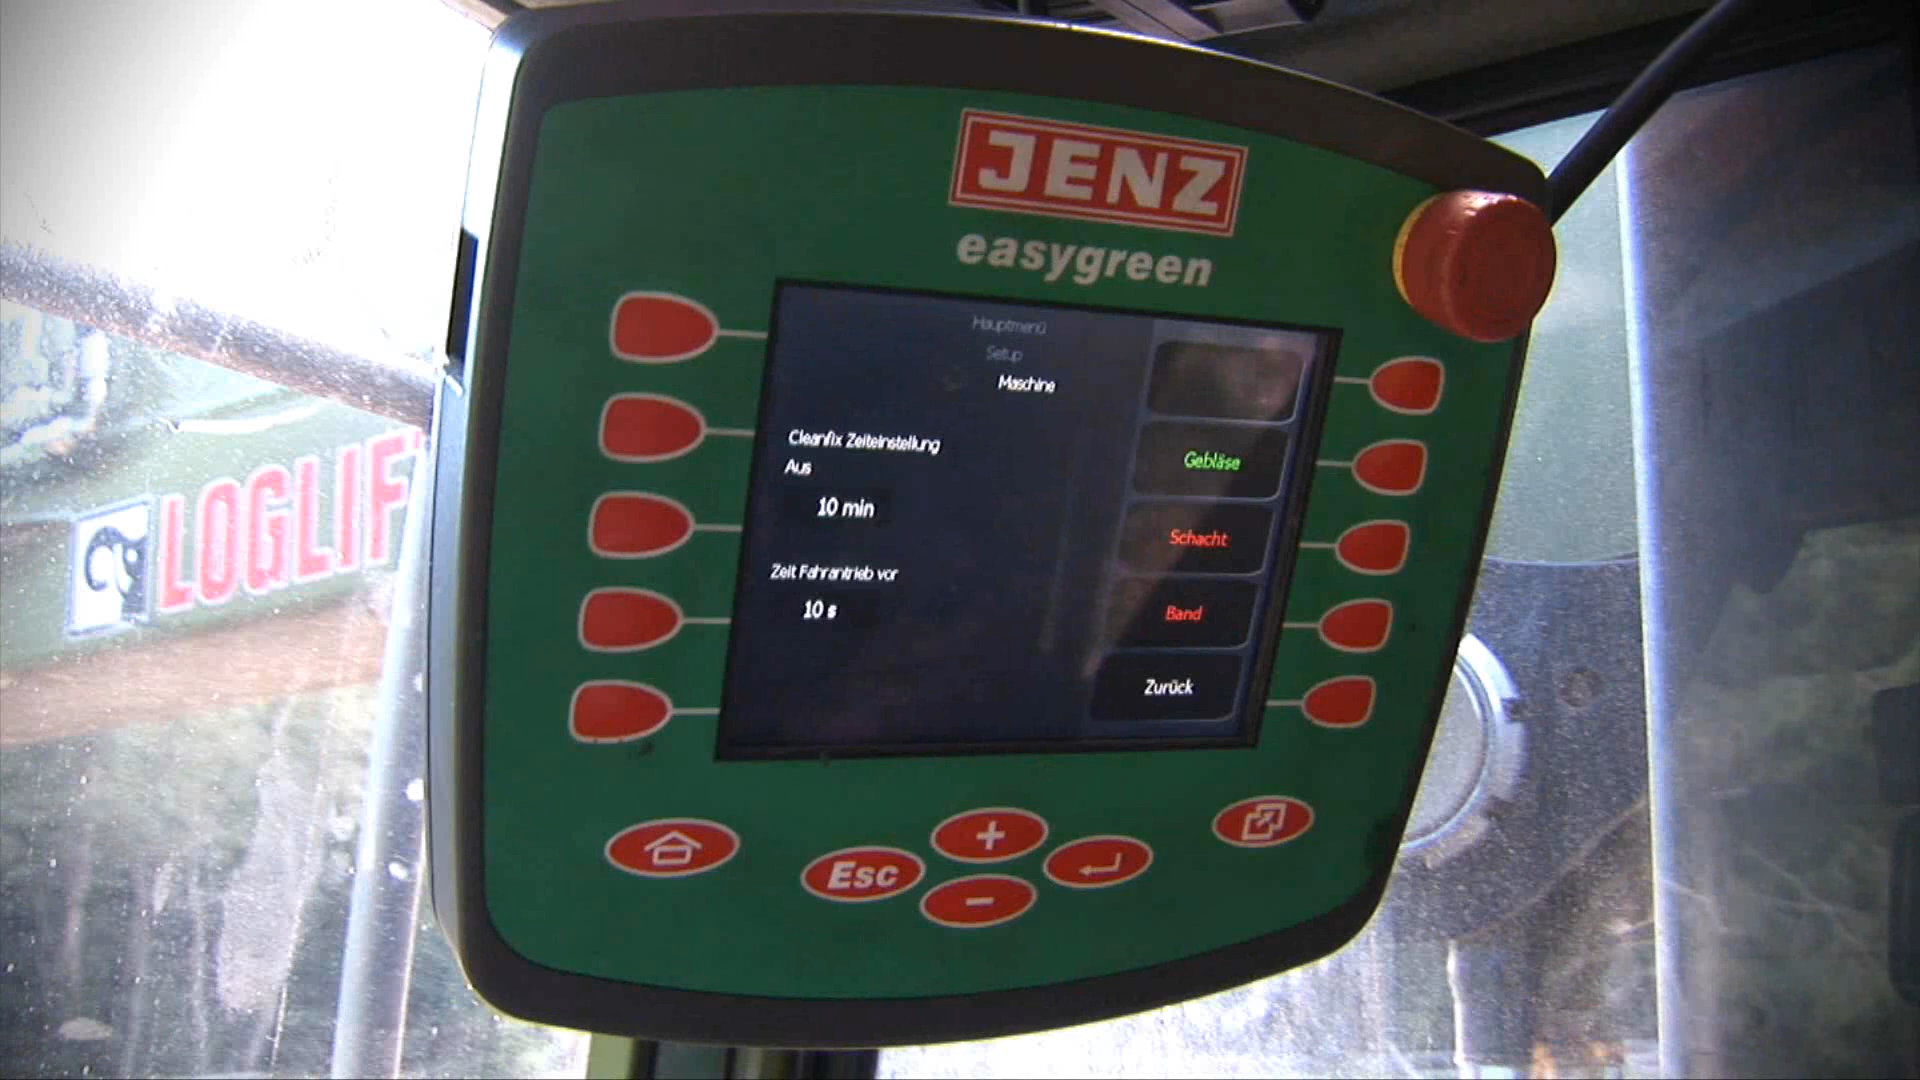 JENZ
easygreen
Hauptmenü
Setup
Maschine
Cleanfix Zeiteinstellung
Aus
10 min
Zeit Fahrantrieb vor
10 s
Gebläse
Schacht
Band
Zurück
Esc
+
-
LOGLIF